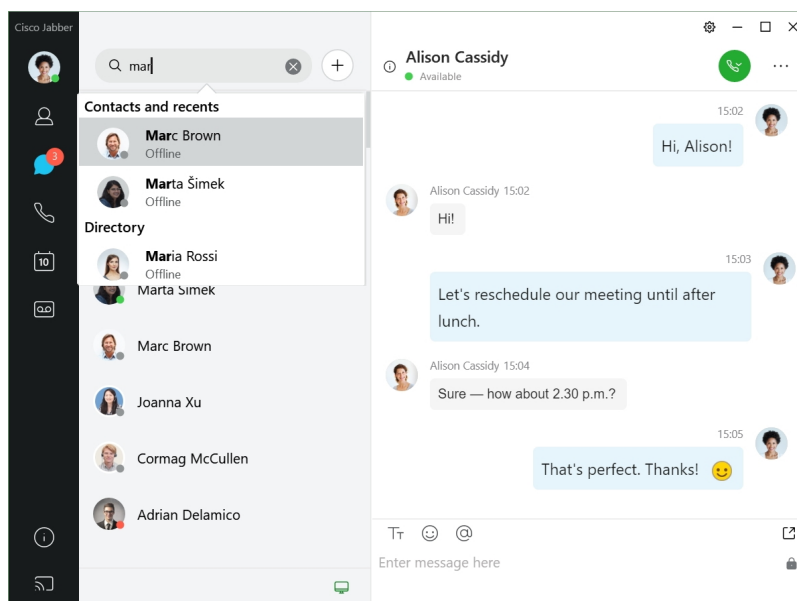 Cisco Jabber
mar
Contacts and recents
Marc Brown
Offline
Marta Šimek
Offline
Directory
Maria Rossi
Offline
Marta Simek
Marc Brown
Joanna Xu
Cormag McCullen
Adrian Delamico
3
10
Alison Cassidy
Available
15:02
Hi, Alison!
Alison Cassidy 15:02
Hi!
15:03
Let's reschedule our meeting until after
lunch.
Alison Cassidy 15:04
Sure — how about 2.30 p.m.?
15:05
That's perfect. Thanks!
Tт
@
Enter message here